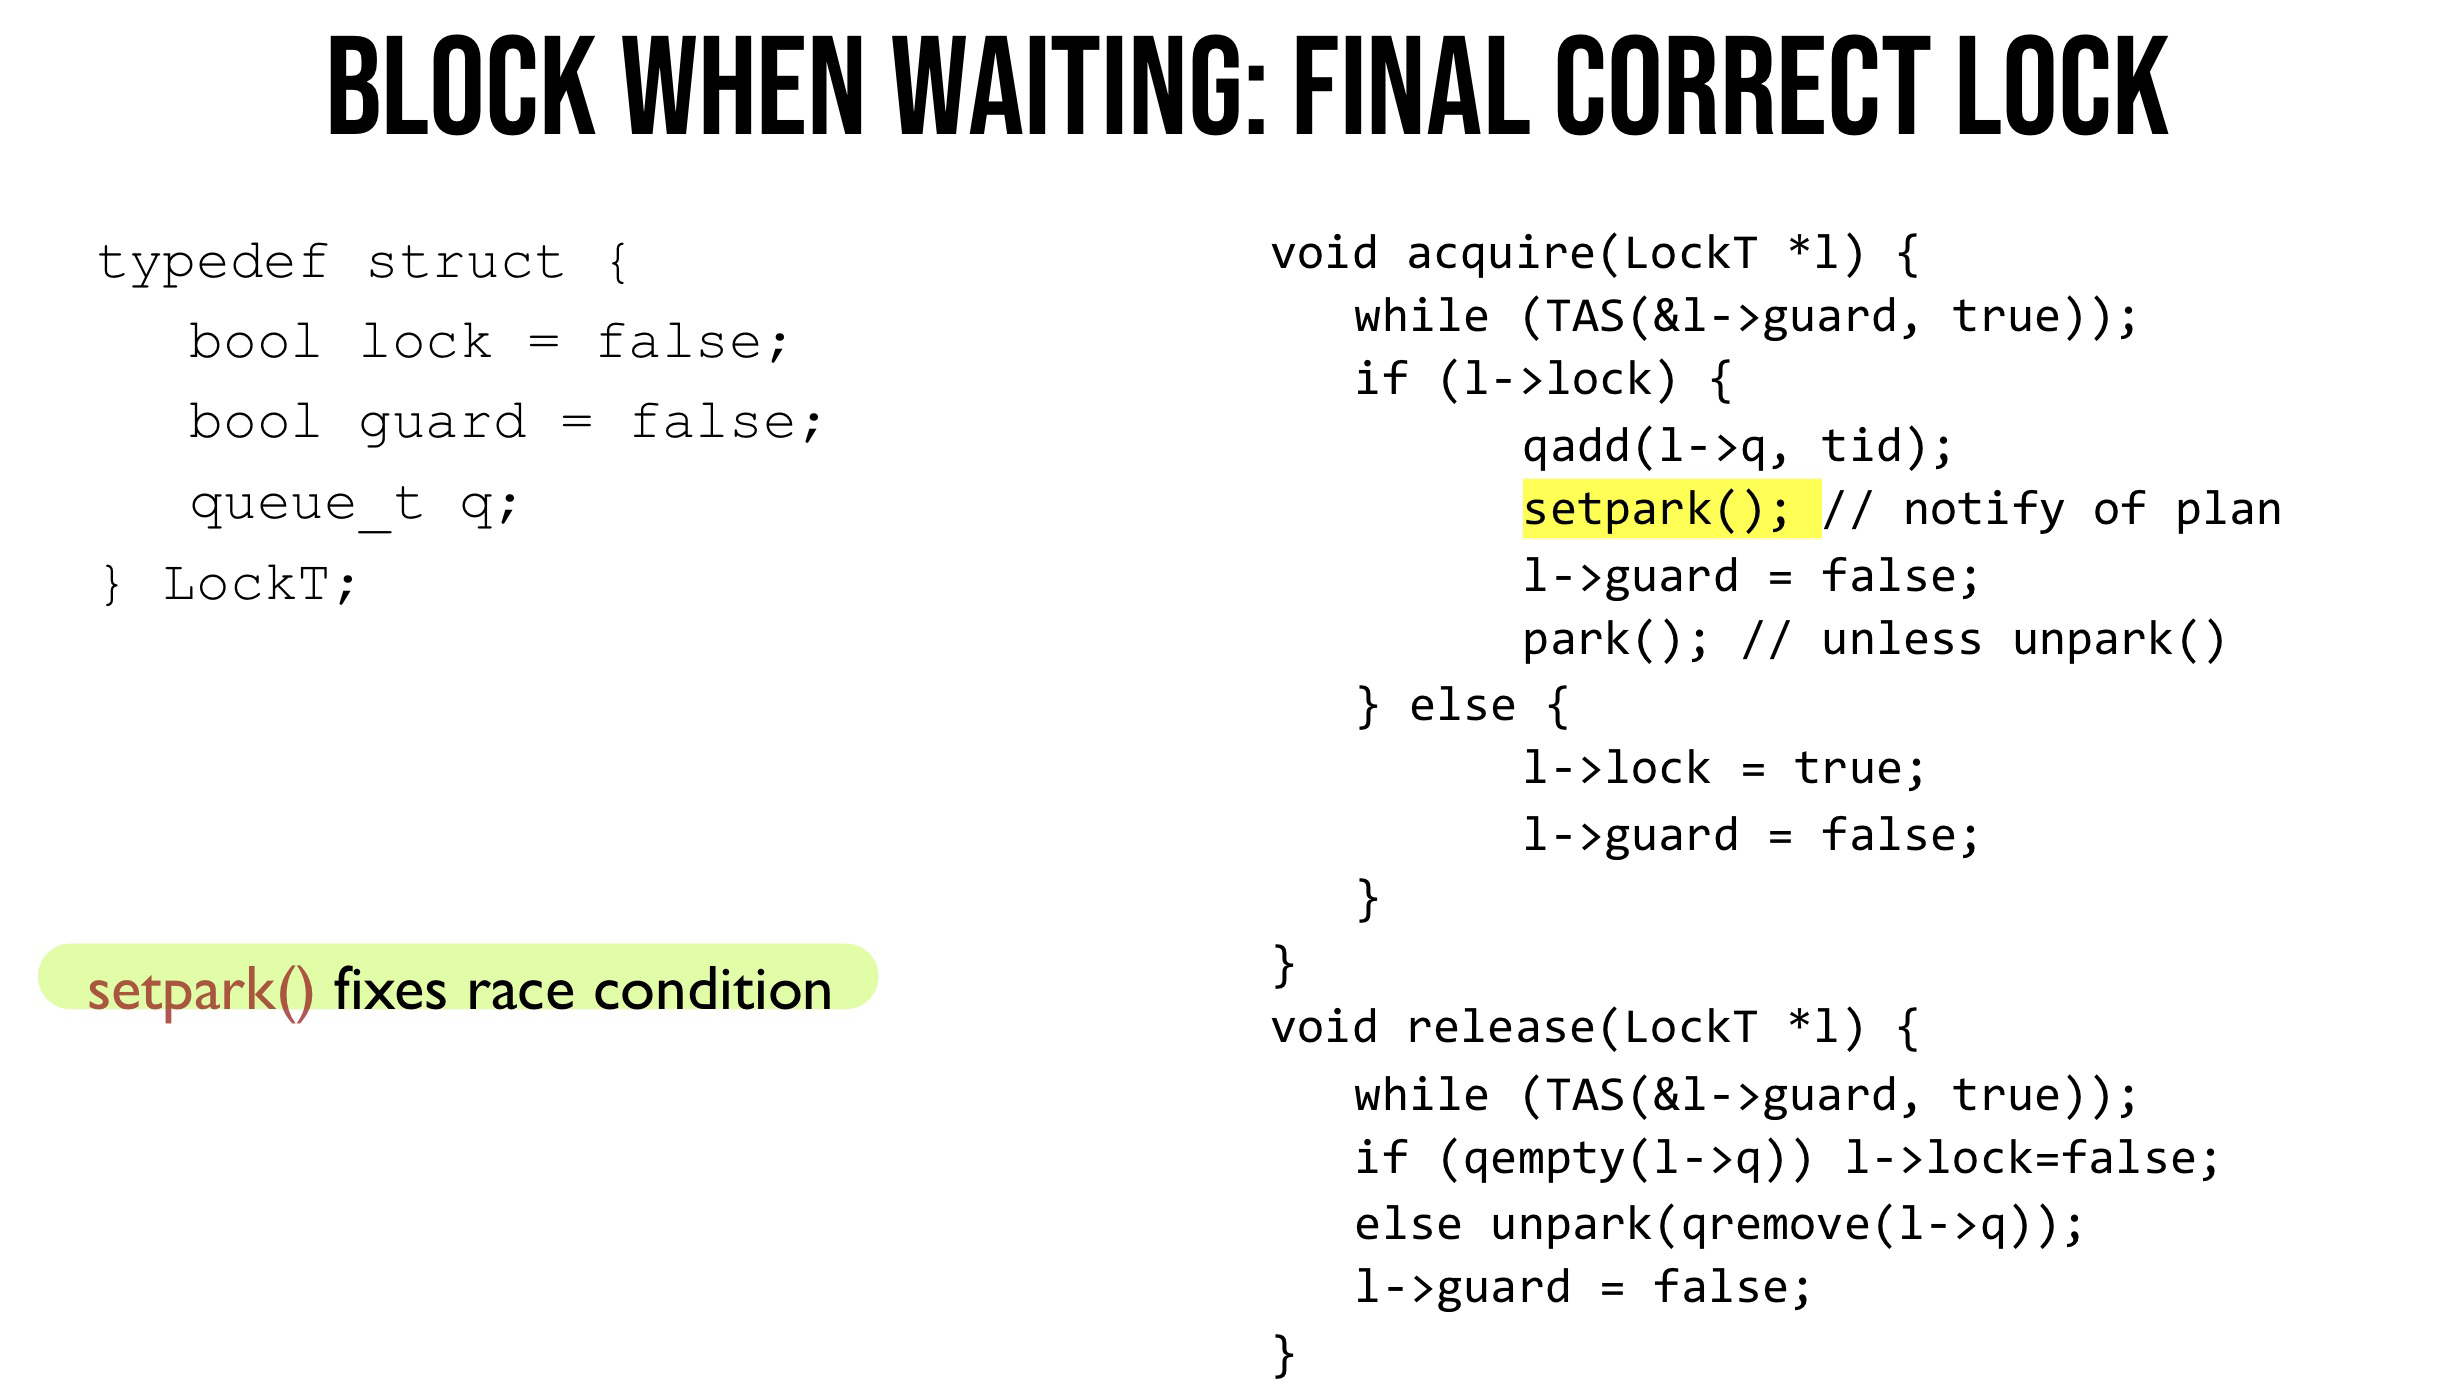 BLOCK WHEN WAITING: FINAL CORRECT LOCK
typedef struct {
bool lock = false;
bool guard = false;
queue_t q;
} LockT;
setpark() fixes race condition
void acquire(LockT *l) {
while (TAS(&l->guard, true));
if (l->lock) {
qadd(l->q, tid);
setpark(); // notify of plan
l->guard = false;
park(); // unless unpark()
} else {
l->lock = true;
l->guard = false;
}
}
void release(LockT *l) {
while (TAS(&l->guard, true));
if (qempty(l->q)) l->lock=false;
else unpark(qremove(l->q));
l->guard = false;
}